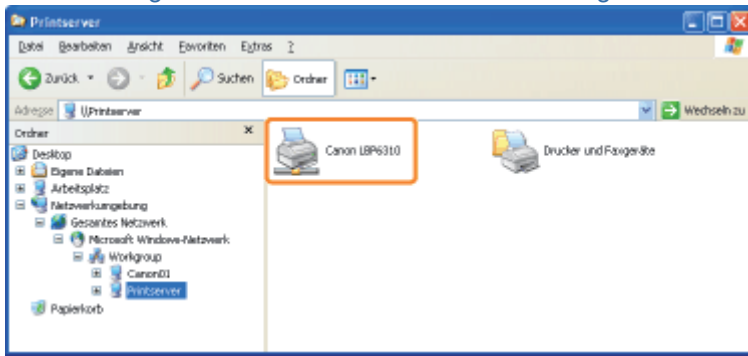 Printserver
Datei Bearbeiten Ansicht Favoriten Extras ?
Zurück Suchen Ordner
Adresse \\Printserver Wechseln zu
Ordner x
Desktop
Eigene Dateien
Arbeitsplatz
Netzwerkumgebung
Gesamtes Netzwerk
Microsoft Windows-Netzwerk
Workgroup
Canon01
Printserver
Papierkorb
Canon LBP6310
Drucker und Faxgeräte